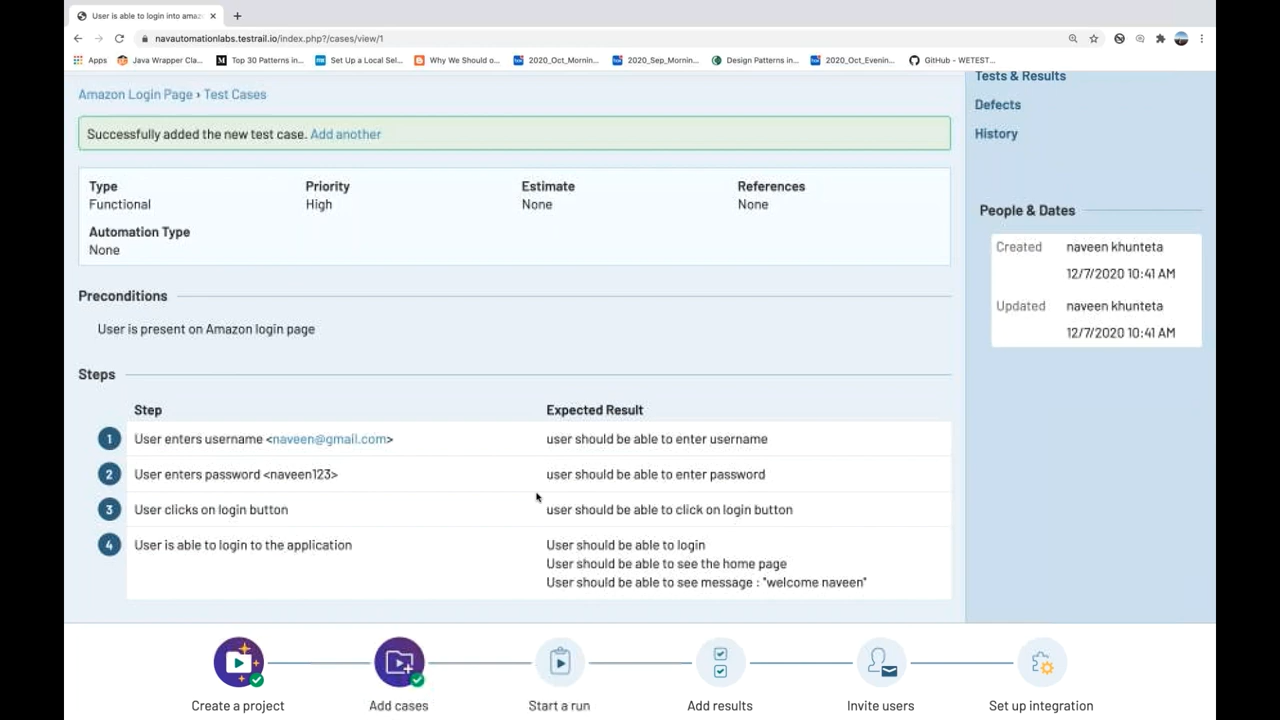 User is able to login into amaz
navautomationlabs.testrail.io/index.php?/cases/view/1
Apps
Java Wrapper Cla...
Top 30 Patterns in...
Set Up a Local Sel...
Why We Should o...
2020_Oct_Mornin...
2020_Sep_Mornin...
Design Patterns in...
2020_Oct_Evenin...
GitHub - WETEST...
Amazon Login Page › Test Cases
Successfully added the new test case. Add another
Type
Functional
Priority
High
Estimate
None
References
None
Automation Type
None
Preconditions
User is present on Amazon login page
Steps
Step
Expected Result
1
User enters username <naveen@gmail.com>
user should be able to enter username
2
User enters password <naveen123>
user should be able to enter password
3
User clicks on login button
user should be able to click on login button
4
User is able to login to the application
User should be able to login
User should be able to see the home page
User should be able to see message : "welcome naveen"
Tests & Results
Defects
History
People & Dates
Created
naveen khunteta
12/7/2020 10:41 AM
Updated
naveen khunteta
12/7/2020 10:41 AM
Create a project
Add cases
Start a run
Add results
Invite users
Set up integration